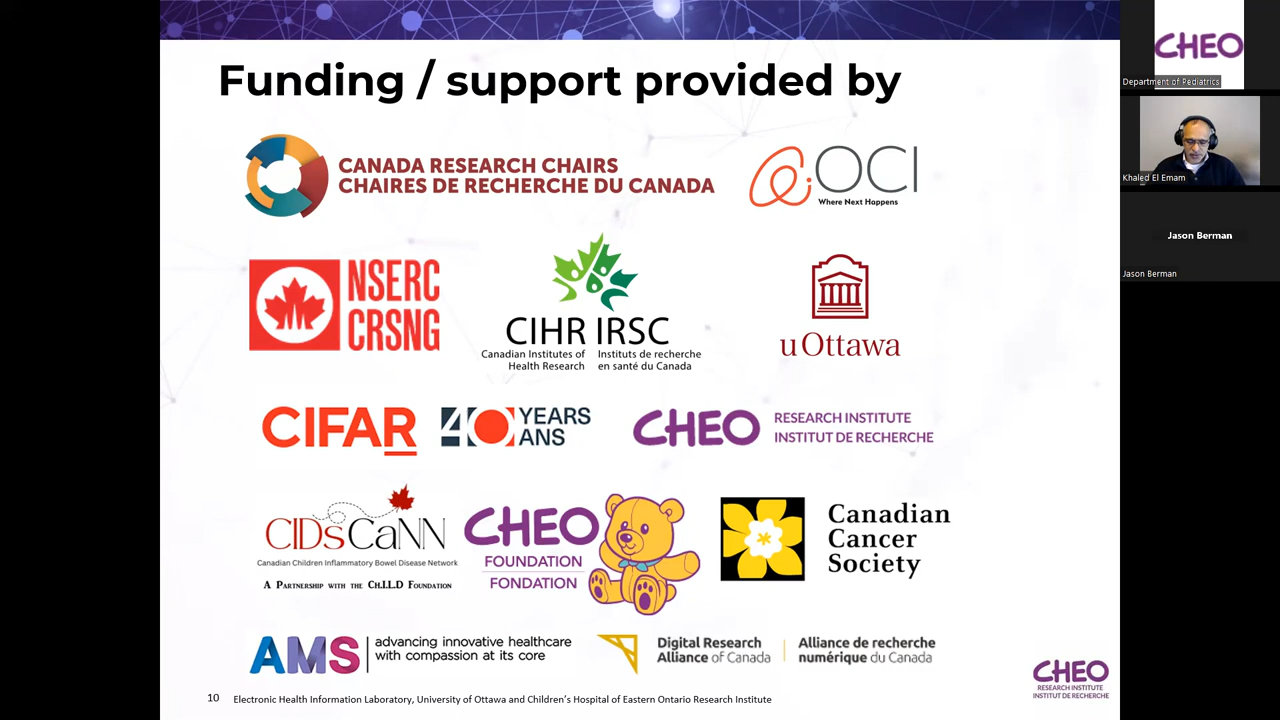 Funding / support provided by
CANADA RESEARCH CHAIRS
CHAIRES DE RECHERCHE DU CANADA
OCI
Where Next Happens
NSERC
CRSNG
CIHR IRSC
Canadian Institutes of
Health Research
Instituts de recherche
en santé du Canada
uOttawa
CIFAR
40 YEARS
ANS
CHEO
RESEARCH INSTITUTE
INSTITUT DE RECHERCHE
CIDsCaNN
Canadian Children Inflammatory Bowel Disease Network
A Partnership with the Ch.I.L.D Foundation
CHEO
FOUNDATION
FONDATION
Canadian
Cancer
Society
AMS
advancing innovative healthcare
with compassion at its core
Digital Research
Alliance of Canada
Alliance de recherche
numérique du Canada
CHEO
RESEARCH INSTITUTE
INSTITUT DE RECHERCHE
10
Electronic Health Information Laboratory, University of Ottawa and Children's Hospital of Eastern Ontario Research Institute
CHEO
Department of Pediatrics
Khaled El Emam
Jason Berman
Jason Berman